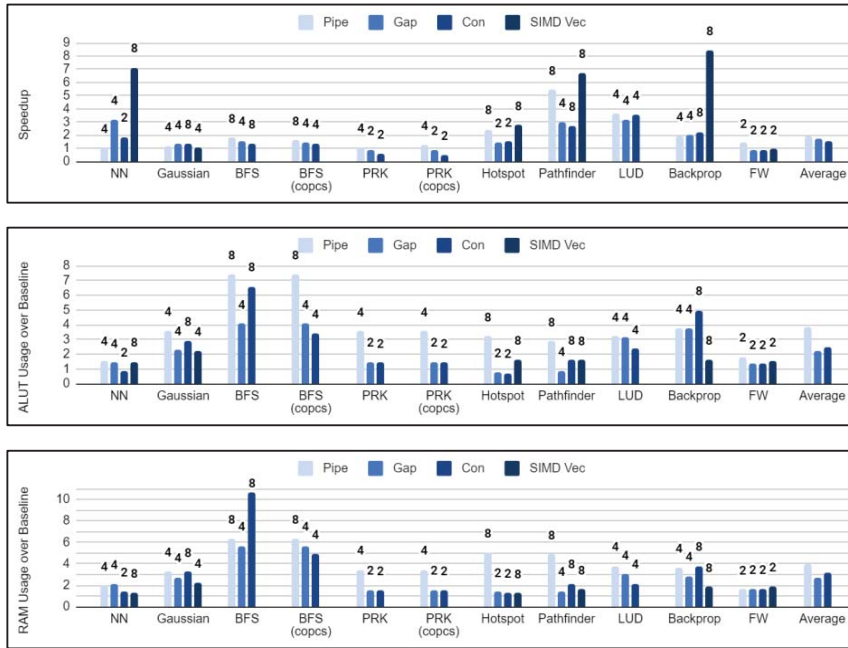 Pipe Gap Con SIMD Vec
Speedup
9
8
7
6
5
4
3
2
1
0
4 4 2 8 4 4 8 4 8 4 8 8 4 4 4 2 2 4 2 2 8 2 2 8 8 4 8 8 4 4 4 4 4 8 8 2 2 2 2
NN Gaussian BFS BFS (copcs) PRK PRK (copcs) Hotspot Pathfinder LUD Backprop FW Average
Pipe Gap Con SIMD Vec
ALUT Usage over Baseline
8
7
6
5
4
3
2
1
0
4 4 2 8 4 4 8 4 8 4 8 8 4 4 4 2 2 4 2 2 8 2 2 8 8 4 8 8 4 4 4 4 4 8 8 2 2 2 2
NN Gaussian BFS BFS (copcs) PRK PRK (copcs) Hotspot Pathfinder LUD Backprop FW Average
Pipe Gap Con SIMD Vec
RAM Usage over Baseline
10
8
6
4
2
0
4 4 2 8 4 4 8 4 8 4 8 8 4 4 4 2 2 4 2 2 8 2 2 8 8 4 8 8 4 4 4 4 4 8 8 2 2 2 2
NN Gaussian BFS BFS (copcs) PRK PRK (copcs) Hotspot Pathfinder LUD Backprop FW Average